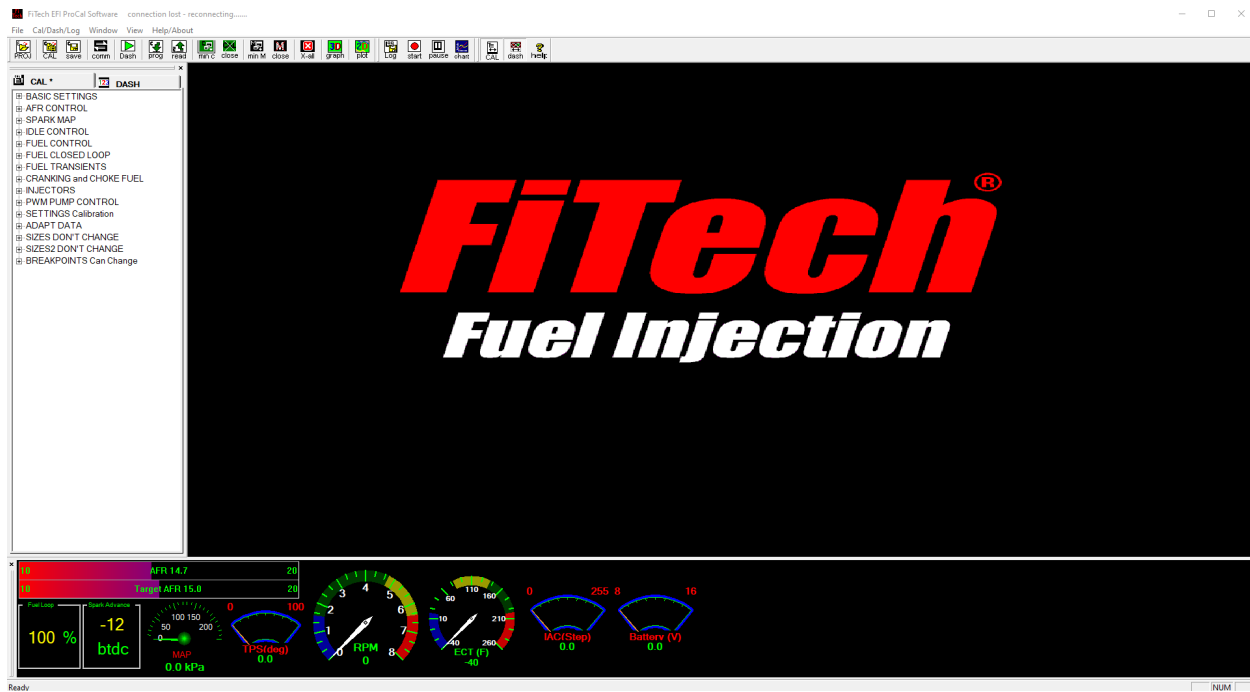 FiTech EFI ProCal Software connection lost - reconnecting.......
File Cal/Dash/Log Window View Help/About
PROJ CAL save comm Dash prog read min c close min M close X-all graph plot Log start pause chart CAL dash help
CAL * DASH
BASIC SETTINGS
AFR CONTROL
SPARK MAP
IDLE CONTROL
FUEL CONTROL
FUEL CLOSED LOOP
FUEL TRANSIENTS
CRANKING and CHOKE FUEL
INJECTORS
PWM PUMP CONTROL
SETTINGS Calibration
ADAPT DATA
SIZES DON'T CHANGE
SIZES2 DON'T CHANGE
BREAKPOINTS Can Change
FiTech®
Fuel Injection
10 AFR 14.7 20
10 Target AFR 15.0 20
Fuel Loop
100 %
Spark Advance
-12
btdc
0 50 100 150 200
MAP
0.0 kPa
0 100
TPS(deg)
0.0
0 1 2 3 4 5 6 7 8
RPM
0
-40 10 60 110 160 210 260
ECT (F)
-40
0 255
IAC(Stop)
0.0
8 16
Battery (V)
0.0
Ready NUM